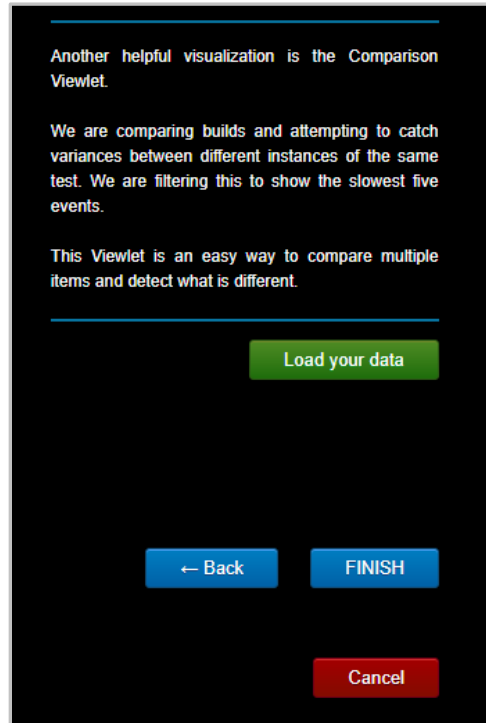 Another helpful visualization is the Comparison
Viewlet.
We are comparing builds and attempting to catch
variances between different instances of the same
test. We are filtering this to show the slowest five
events.
This Viewlet is an easy way to compare multiple
items and detect what is different.
Load your data
← Back
FINISH
Cancel